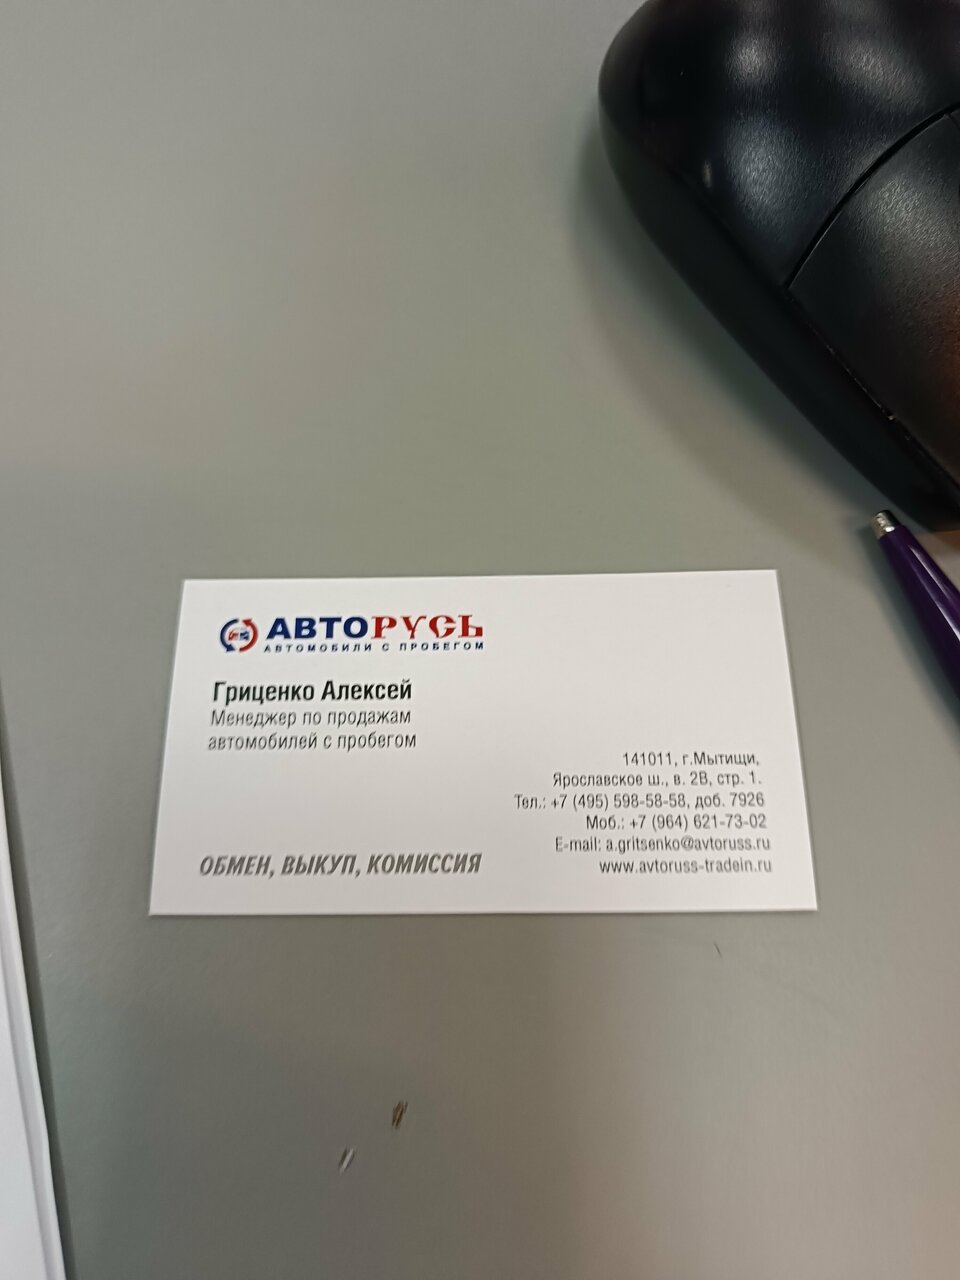 АВТОРУСЬ
АВТОМОБИЛИ С ПРОБЕГОМ
Гриценко Алексей
Менеджер по продажам
автомобилей с пробегом
141011, г.Мытищи,
Ярославское ш., в. 2В, стр. 1.
Тел.: +7 (495) 598-58-58, доб. 7926
Моб.: +7 (964) 621-73-02
E-mail: a.gritsenko@avtoruss.ru
www.avtoruss-tradein.ru
ОБМЕН, ВЫКУП, КОМИССИЯ